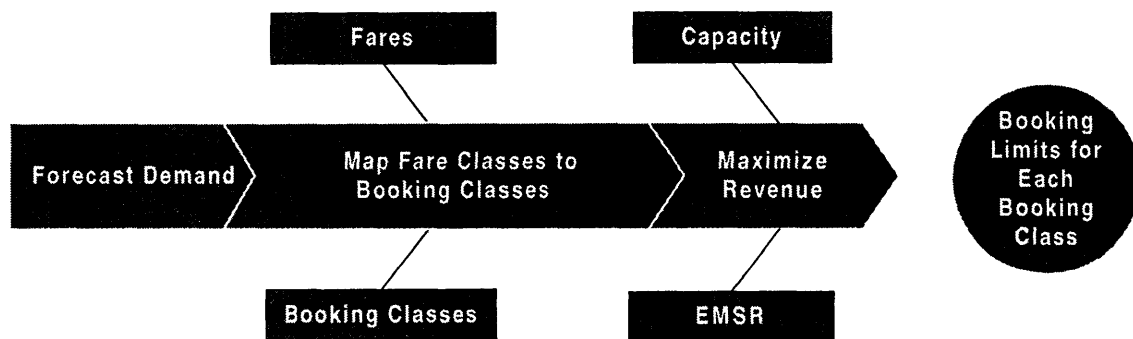 Fares
Capacity
Forecast Demand
Map Fare Classes to
Booking Classes
Maximize
Revenue
Booking
Limits for
Each
Booking
Class
Booking Classes
EMSR